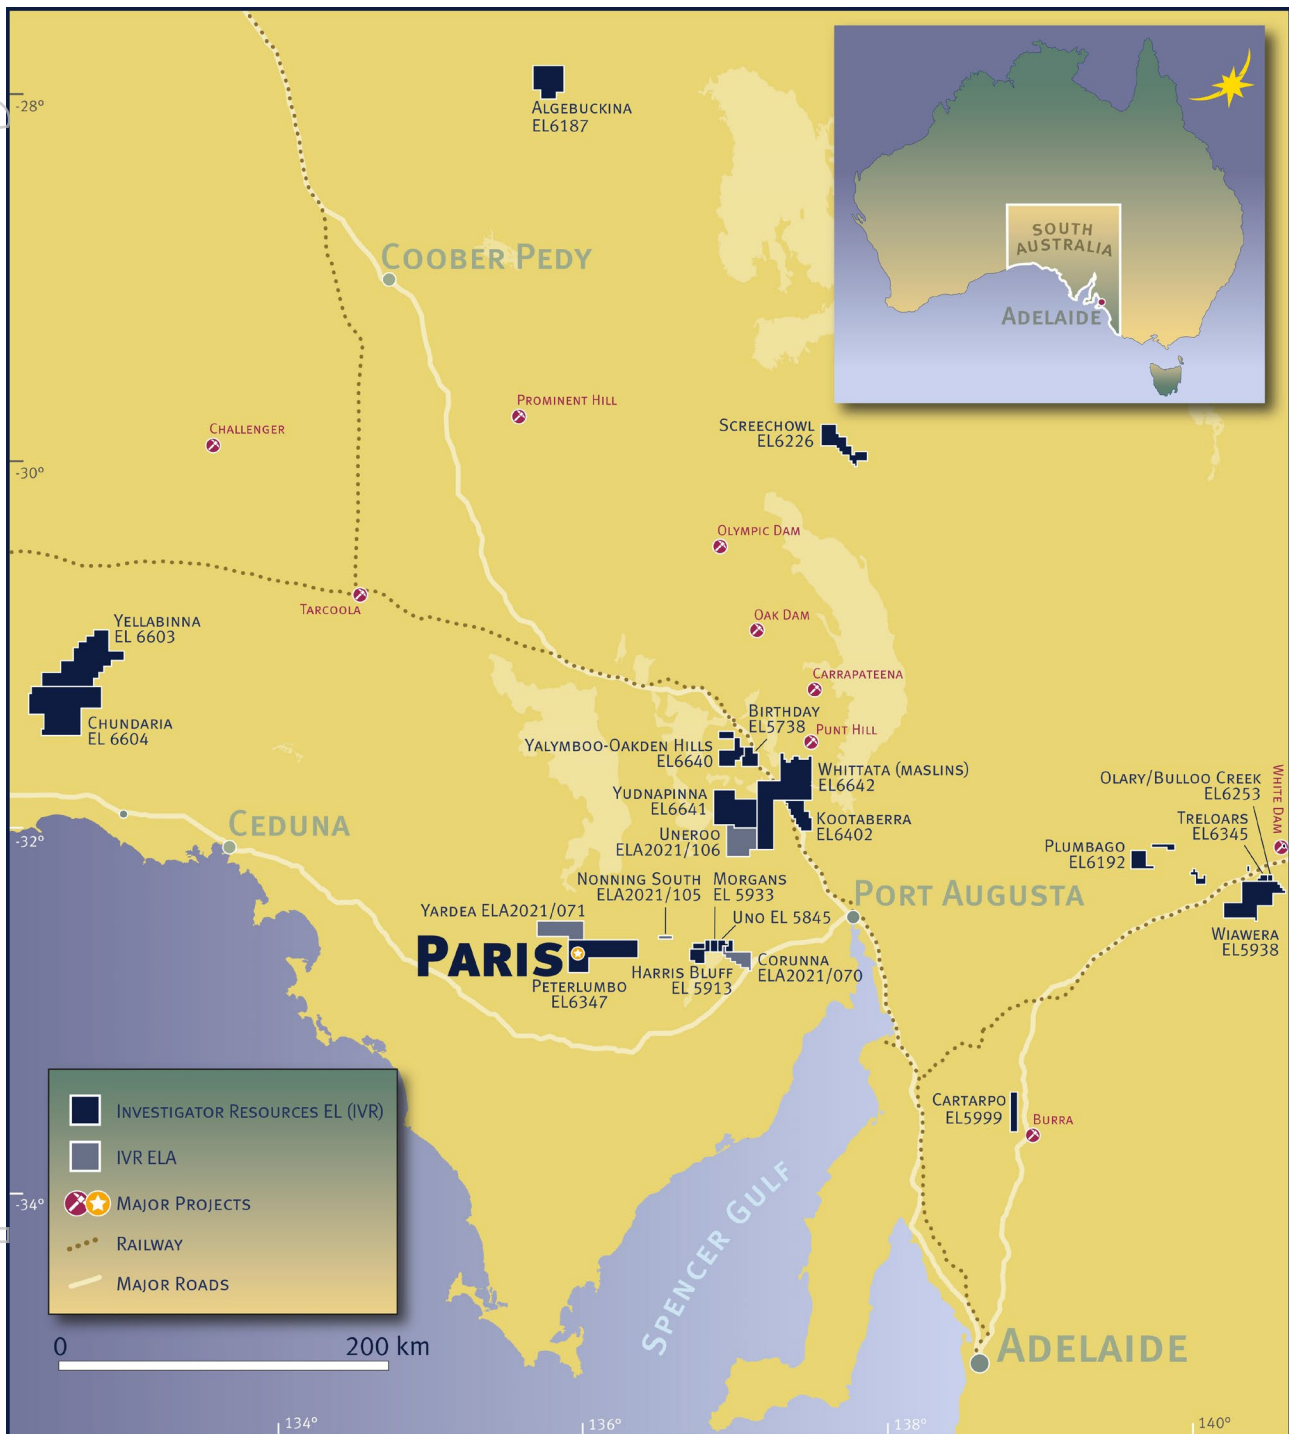 -28°
ALGEBUCKINA
EL6187
SOUTH
AUSTRALIA
ADELAIDE
COOBER PEDY
PROMINENT HILL
CHALLENGER
SCREECHOWL
EL6226
-30°
OLYMPIC DAM
TARCOOLA
OAK DAM
YELLABINNA
EL 6603
CARRAPATEENA
CHUNDARIA
EL 6604
BIRTHDAY
EL5738
PUNT HILL
YALYMBOO-OAKDEN HILLS
EL6640
WHITTATA (MASLINS)
EL6642
OLARY/BULLOO CREEK
EL6253
WHITE DAM
YUDNAPINNA
EL6641
KOOTABERRA
EL6402
TRELOARS
EL6345
CEDUNA
-32°
UNEROO
ELA2021/106
PLUMBAGO
EL6192
NONNING SOUTH
ELA2021/105
MORGANS
EL 5933
PORT AUGUSTA
YARDEA ELA2021/071
UNO EL 5845
WIAWERA
EL5938
PARIS
HARRIS BLUFF
EL 5913
CORUNNA
ELA2021/070
PETERLUMBO
EL6347
CARTARPO
EL5999
BURRA
INVESTIGATOR RESOURCES EL (IVR)
IVR ELA
MAJOR PROJECTS
RAILWAY
MAJOR ROADS
-34°
SPENCER GULF
0
200 km
ADELAIDE
134°
136°
138°
140°